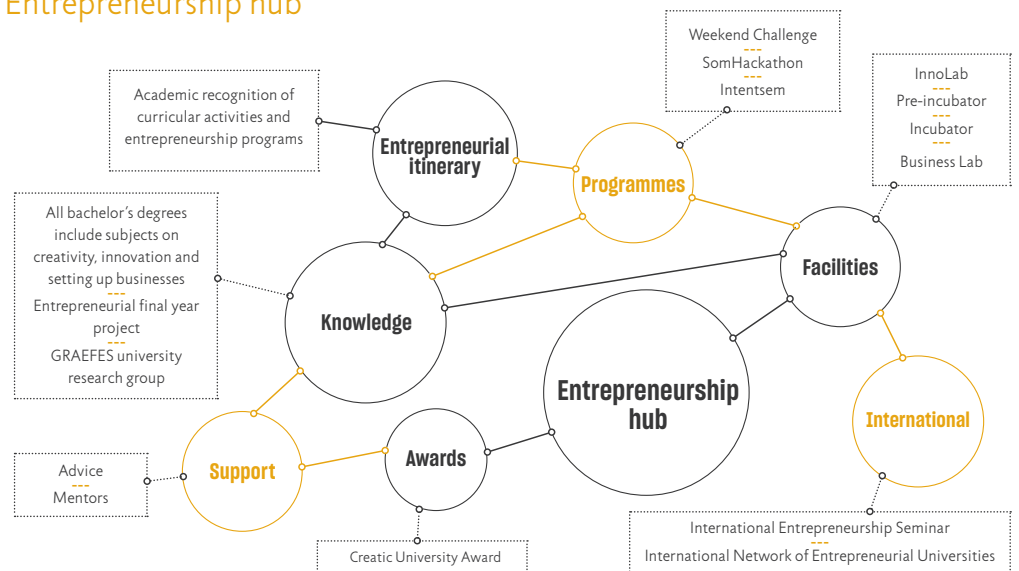 Entrepreneurship hub
Weekend Challenge
SomHackathon
Intentsem
InnoLab
Pre-incubator
Incubator
Business Lab
Academic recognition of
curricular activities and
entrepreneurship programs
Entrepreneurial
itinerary
Programmes
All bachelor's degrees
include subjects on
creativity, innovation and
setting up businesses
Entrepreneurial final year
project
GRAEFES university
research group
Knowledge
Facilities
Entrepreneurship
hub
International
Support
Awards
Advice
Mentors
Creatic University Award
International Entrepreneurship Seminar
International Network of Entrepreneurial Universities